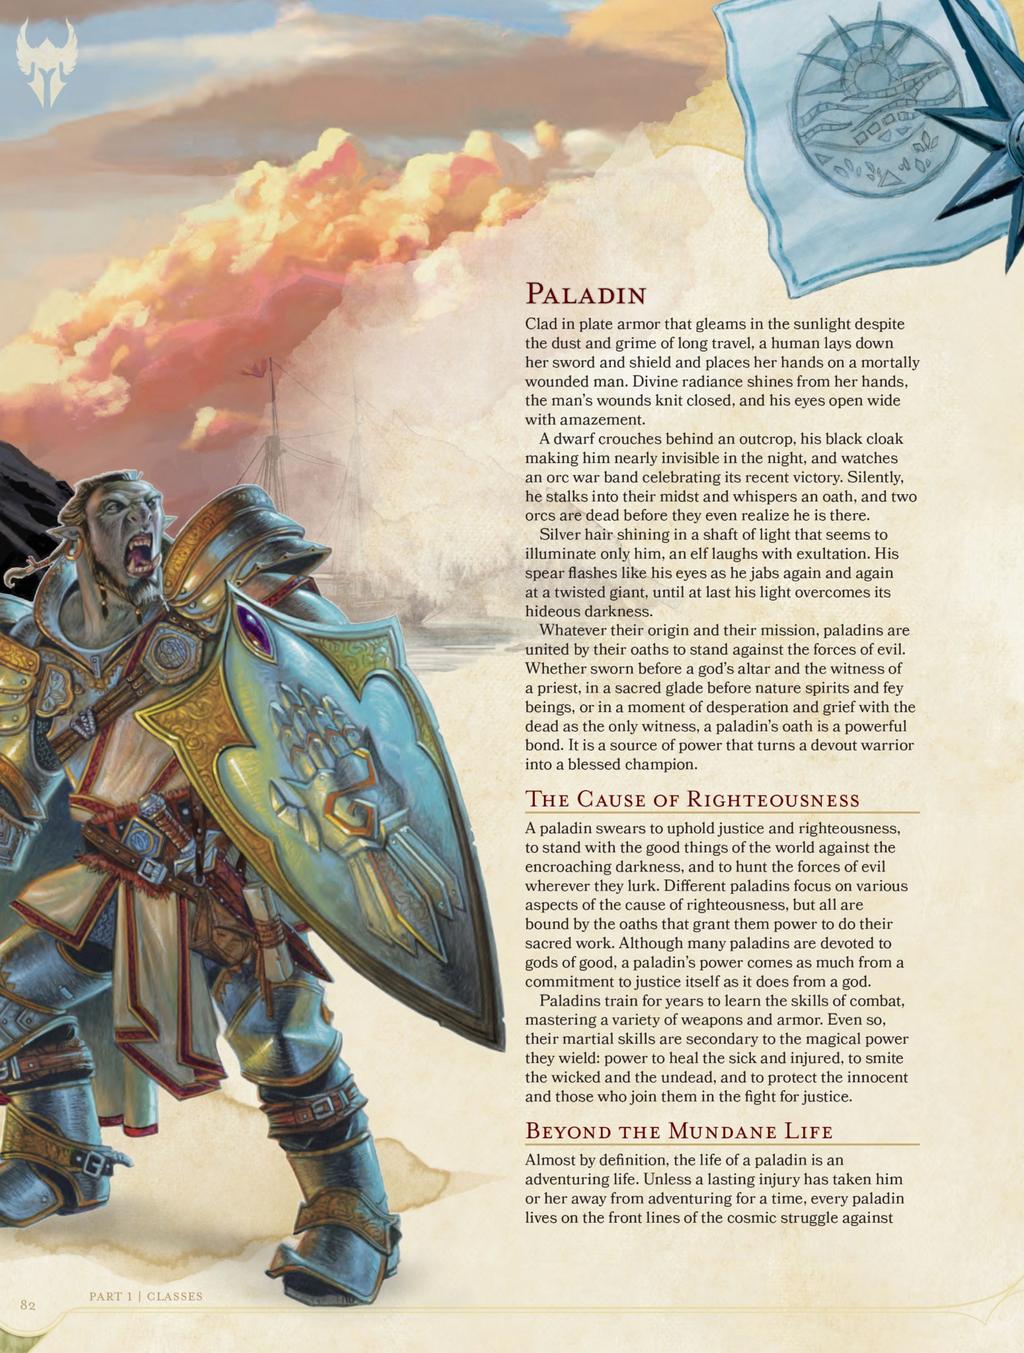 Paladin
Clad in plate armor that gleams in the sunlight despite
the dust and grime of long travel, a human lays down
her sword and shield and places her hands on a mortally
wounded man. Divine radiance shines from her hands,
the man's wounds knit closed, and his eyes open wide
with amazement.
A dwarf crouches behind an outcrop, his black cloak
making him nearly invisible in the night, and watches
an orc war band celebrating its recent victory. Silently,
he stalks into their midst and whispers an oath, and two
orcs are dead before they even realize he is there.
Silver hair shining in a shaft of light that seems to
illuminate only him, an elf laughs with exultation. His
spear flashes like his eyes as he jabs again and again
at a twisted giant, until at last his light overcomes its
hideous darkness.
Whatever their origin and their mission, paladins are
united by their oaths to stand against the forces of evil.
Whether sworn before a god's altar and the witness of
a priest, in a sacred glade before nature spirits and fey
beings, or in a moment of desperation and grief with the
dead as the only witness, a paladin's oath is a powerful
bond. It is a source of power that turns a devout warrior
into a blessed champion.
The Cause of Righteousness
A paladin swears to uphold justice and righteousness,
to stand with the good things of the world against the
encroaching darkness, and to hunt the forces of evil
wherever they lurk. Different paladins focus on various
aspects of the cause of righteousness, but all are
bound by the oaths that grant them power to do their
sacred work. Although many paladins are devoted to
gods of good, a paladin's power comes as much from a
commitment to justice itself as it does from a god.
Paladins train for years to learn the skills of combat,
mastering a variety of weapons and armor. Even so,
their martial skills are secondary to the magical power
they wield: power to heal the sick and injured, to smite
the wicked and the undead, and to protect the innocent
and those who join them in the fight for justice.
Beyond the Mundane Life
Almost by definition, the life of a paladin is an
adventuring life. Unless a lasting injury has taken him
or her away from adventuring for a time, every paladin
lives on the front lines of the cosmic struggle against
82
PART 1 | CLASSES